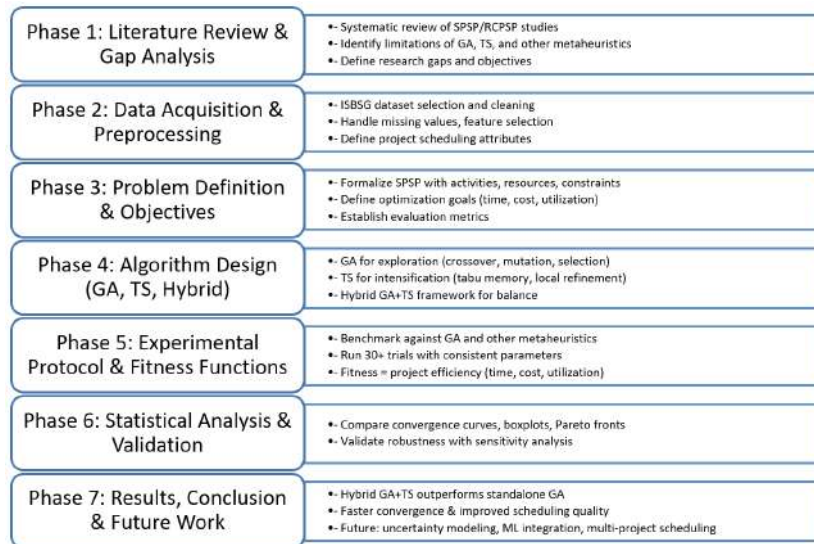 Phase 1: Literature Review &
Gap Analysis
•- Systematic review of SPSP/RCPSP studies
•- Identify limitations of GA, TS, and other metaheuristics
•- Define research gaps and objectives
Phase 2: Data Acquisition &
Preprocessing
•- ISBSG dataset selection and cleaning
•- Handle missing values, feature selection
•- Define project scheduling attributes
Phase 3: Problem Definition
& Objectives
•- Formalize SPSP with activities, resources, constraints
•- Define optimization goals (time, cost, utilization)
•- Establish evaluation metrics
Phase 4: Algorithm Design
(GA, TS, Hybrid)
•- GA for exploration (crossover, mutation, selection)
•- TS for intensification (tabu memory, local refinement)
•- Hybrid GA+TS framework for balance
Phase 5: Experimental
Protocol & Fitness Functions
•- Benchmark against GA and other metaheuristics
•- Run 30+ trials with consistent parameters
•- Fitness = project efficiency (time, cost, utilization)
Phase 6: Statistical Analysis &
Validation
•- Compare convergence curves, boxplots, Pareto fronts
•- Validate robustness with sensitivity analysis
Phase 7: Results, Conclusion
& Future Work
•- Hybrid GA+TS outperforms standalone GA
•- Faster convergence & improved scheduling quality
•- Future: uncertainty modeling, ML integration, multi-project scheduling